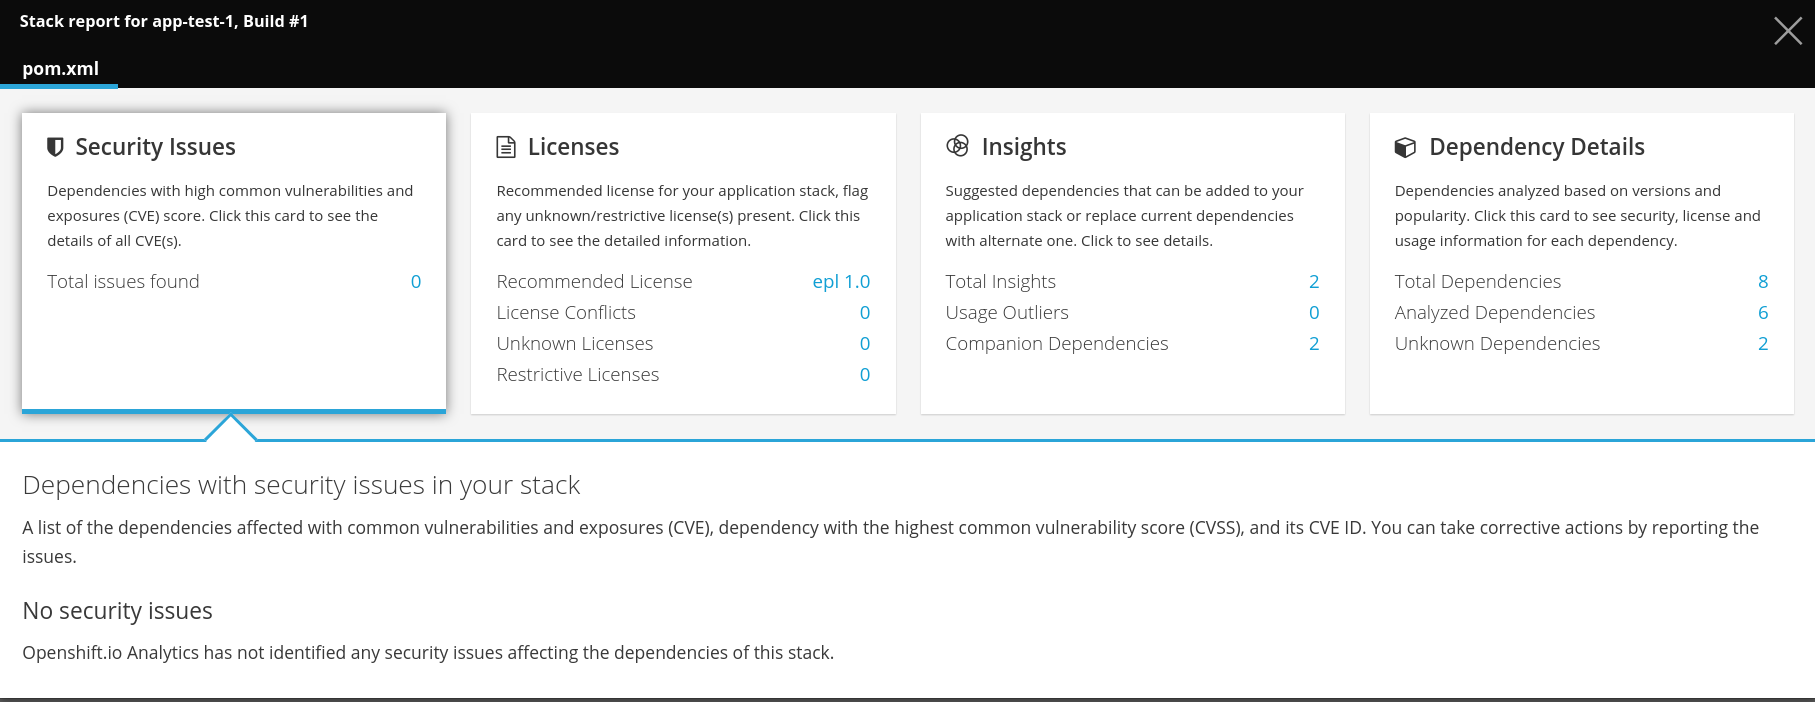 Stack report for app-test-1, Build #1
pom.xml
Security Issues
Dependencies with high common vulnerabilities and
exposures (CVE) score. Click this card to see the
details of all CVE(s).
Total issues found 0
Licenses
Recommended license for your application stack, flag
any unknown/restrictive license(s) present. Click this
card to see the detailed information.
Recommended License epl 1.0
License Conflicts 0
Unknown Licenses 0
Restrictive Licenses 0
Insights
Suggested dependencies that can be added to your
application stack or replace current dependencies
with alternate one. Click to see details.
Total Insights 2
Usage Outliers 0
Companion Dependencies 2
Dependency Details
Dependencies analyzed based on versions and
popularity. Click this card to see security, license and
usage information for each dependency.
Total Dependencies 8
Analyzed Dependencies 6
Unknown Dependencies 2
Dependencies with security issues in your stack
A list of the dependencies affected with common vulnerabilities and exposures (CVE), dependency with the highest common vulnerability score (CVSS), and its CVE ID. You can take corrective actions by reporting the
issues.
No security issues
Openshift.io Analytics has not identified any security issues affecting the dependencies of this stack.